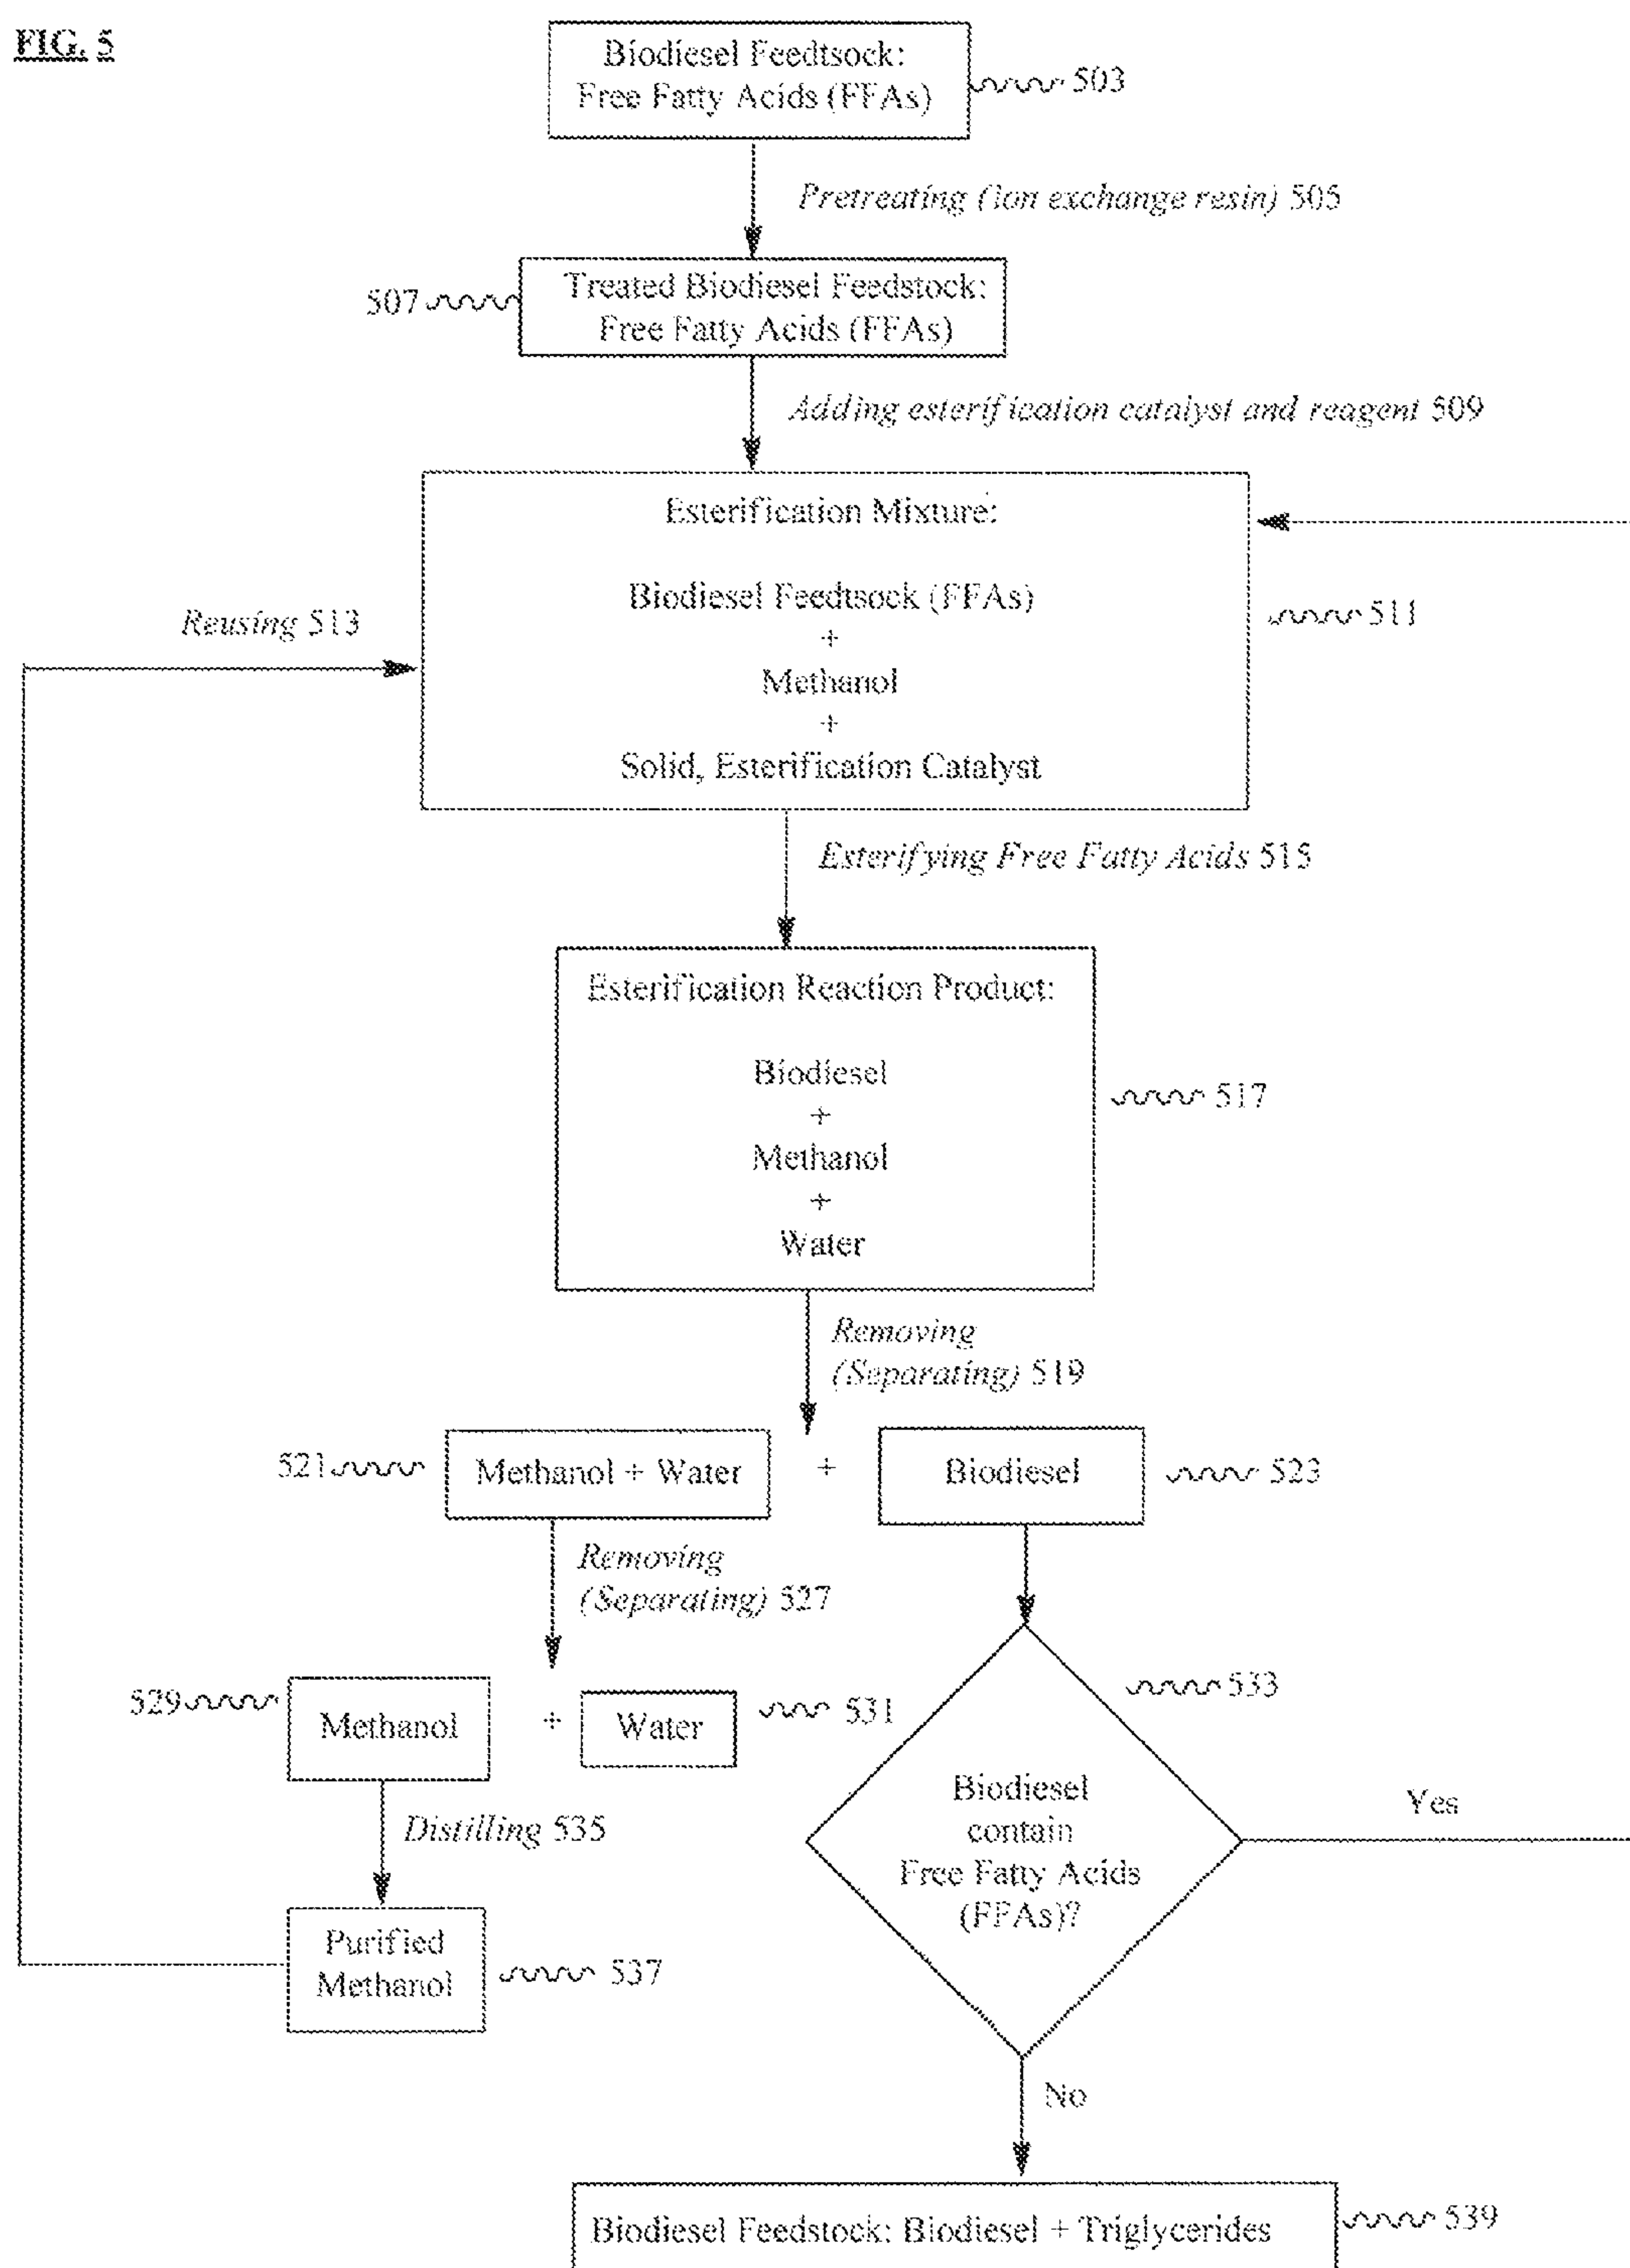 FIG. 5
Biodiesel Feedtsock:
Free Fatty Acids (FFAs)
503
Pretreating (ion exchange resin) 505
Treated Biodiesel Feedstock:
Free Fatty Acids (FFAs)
507
Adding esterification catalyst and reagent 509
Esterification Mixture:
Biodiesel Feedtsock (FFAs)
+
Methanol
+
Solid, Esterification Catalyst
511
Reusing 513
Esterifying Free Fatty Acids 515
Esterification Reaction Product:
Biodiesel
+
Methanol
+
Water
517
Removing
(Separating) 519
521
Methanol + Water
+
Biodiesel
523
Removing
(Separating) 527
529
Methanol
+
Water
531
533
Biodiesel
contain
Free Fatty Acids
(FFAs)?
Yes
Distilling 535
Purified
Methanol
537
No
Biodiesel Feedstock: Biodiesel + Triglycerides
539